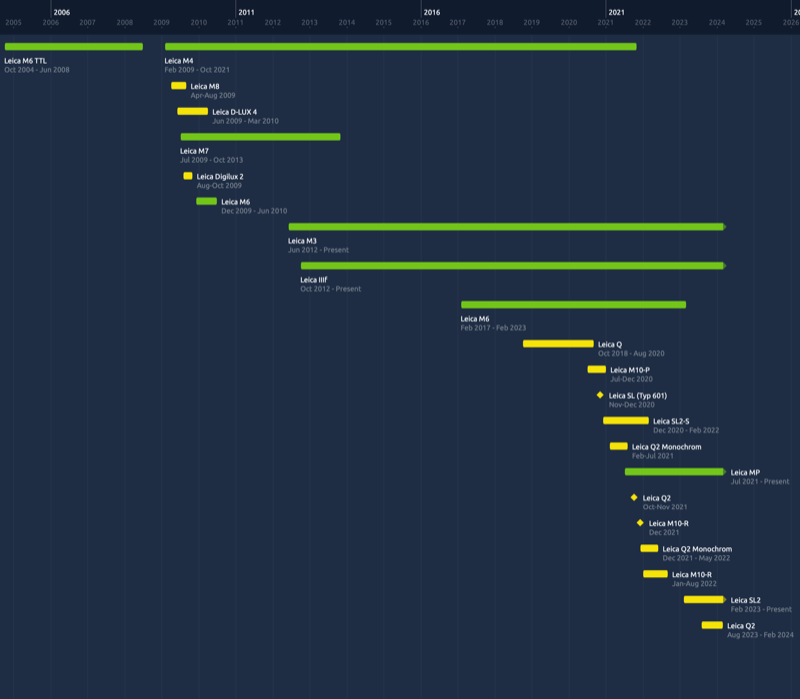 2006 2011 2016 2021
2005 2006 2007 2008 2009 2010 2011 2012 2013 2014 2015 2016 2017 2018 2019 2020 2021 2022 2023 2024 2025 2026
Leica M6 TTL
Oct 2004 - Jun 2008
Leica M4
Feb 2009 - Oct 2021
Leica M8
Apr-Aug 2009
Leica D-LUX 4
Jun 2009 - Mar 2010
Leica M7
Jul 2009 - Oct 2013
Leica Digilux 2
Aug-Oct 2009
Leica M6
Dec 2009 - Jun 2010
Leica M3
Jun 2012 - Present
Leica IIIf
Oct 2012 - Present
Leica M6
Feb 2017 - Feb 2023
Leica Q
Oct 2018 - Aug 2020
Leica M10-P
Jul-Dec 2020
Leica SL (Typ 601)
Nov-Dec 2020
Leica SL2-S
Dec 2020 - Feb 2022
Leica Q2 Monochrom
Feb-Jul 2021
Leica MP
Jul 2021 - Present
Leica Q2
Oct-Nov 2021
Leica M10-R
Dec 2021
Leica Q2 Monochrom
Dec 2021 - May 2022
Leica M10-R
Jan-Aug 2022
Leica SL2
Feb 2023 - Present
Leica Q2
Aug 2023 - Feb 2024